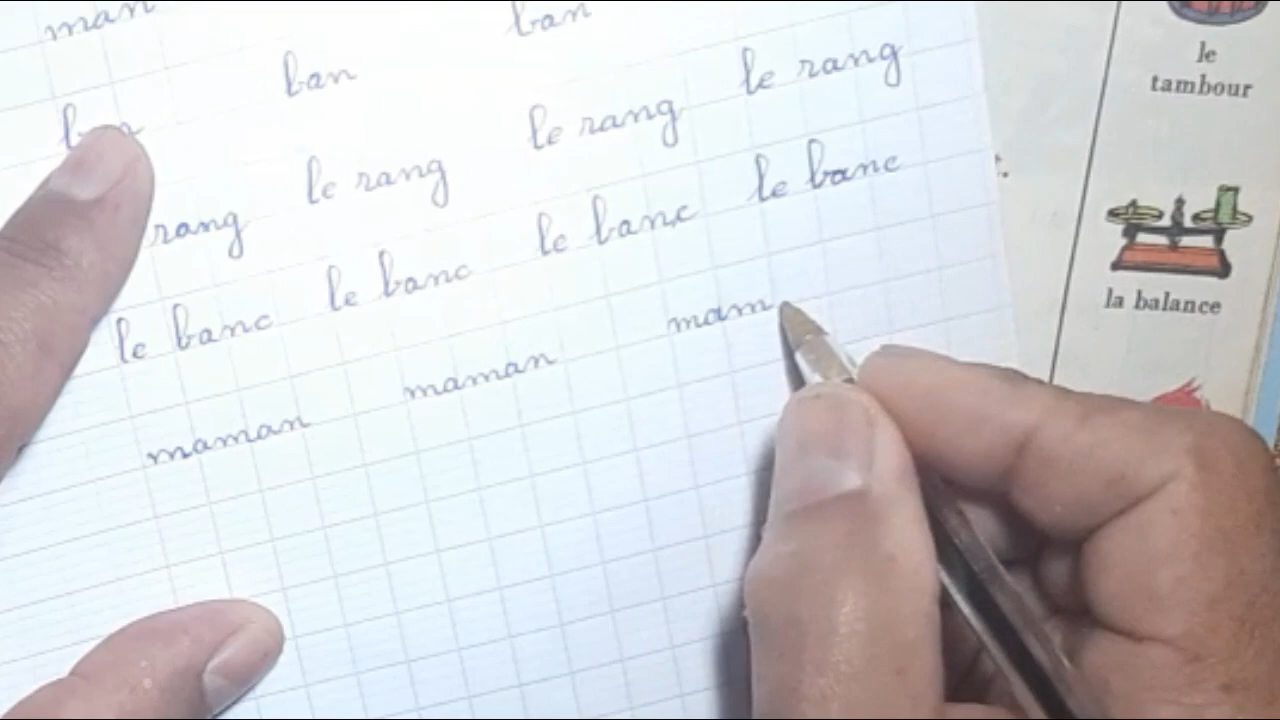 man
ban
ban
rang le rang le rang le rang
le banc le banc le banc le banc
maman maman mam
le
tambour
la balance